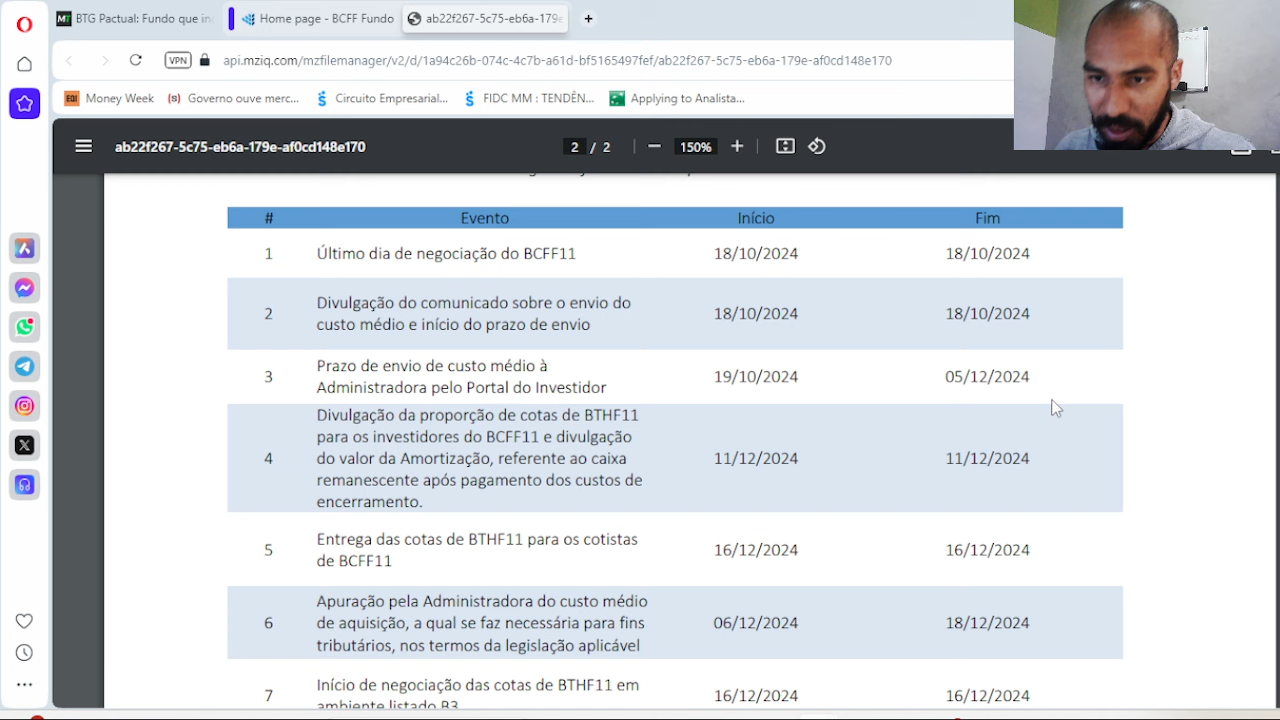 BTG Pactual: Fundo que in
Home page - BCFF Fundo
ab22f267-5c75-eb6a-179e
VPN
api.mziq.com/mzfilemanager/v2/d/1a94c26b-074c-4c7b-a61d-bf5165497fef/ab22f267-5c75-eb6a-179e-af0cd148e170
EQI Money Week
(s) Governo ouve merc...
Circuito Empresarial...
FIDC MM : TENDÊN...
Applying to Analista...
ab22f267-5c75-eb6a-179e-af0cd148e170
2 / 2
150%
# Evento Início Fim
1 Último dia de negociação do BCFF11 18/10/2024 18/10/2024
Divulgação do comunicado sobre o envio do
2 18/10/2024 18/10/2024
custo médio e início do prazo de envio
Prazo de envio de custo médio à
3 19/10/2024 05/12/2024
Administradora pelo Portal do Investidor
Divulgação da proporção de cotas de BTHF11
para os investidores do BCFF11 e divulgação
4 do valor da Amortização, referente ao caixa 11/12/2024 11/12/2024
remanescente após pagamento dos custos de
encerramento.
Entrega das cotas de BTHF11 para os cotistas
5 16/12/2024 16/12/2024
de BCFF11
Apuração pela Administradora do custo médio
6 de aquisição, a qual se faz necessária para fins 06/12/2024 18/12/2024
tributários, nos termos da legislação aplicável
Início de negociação das cotas de BTHF11 em
7 16/12/2024 16/12/2024
ambiente listado B3